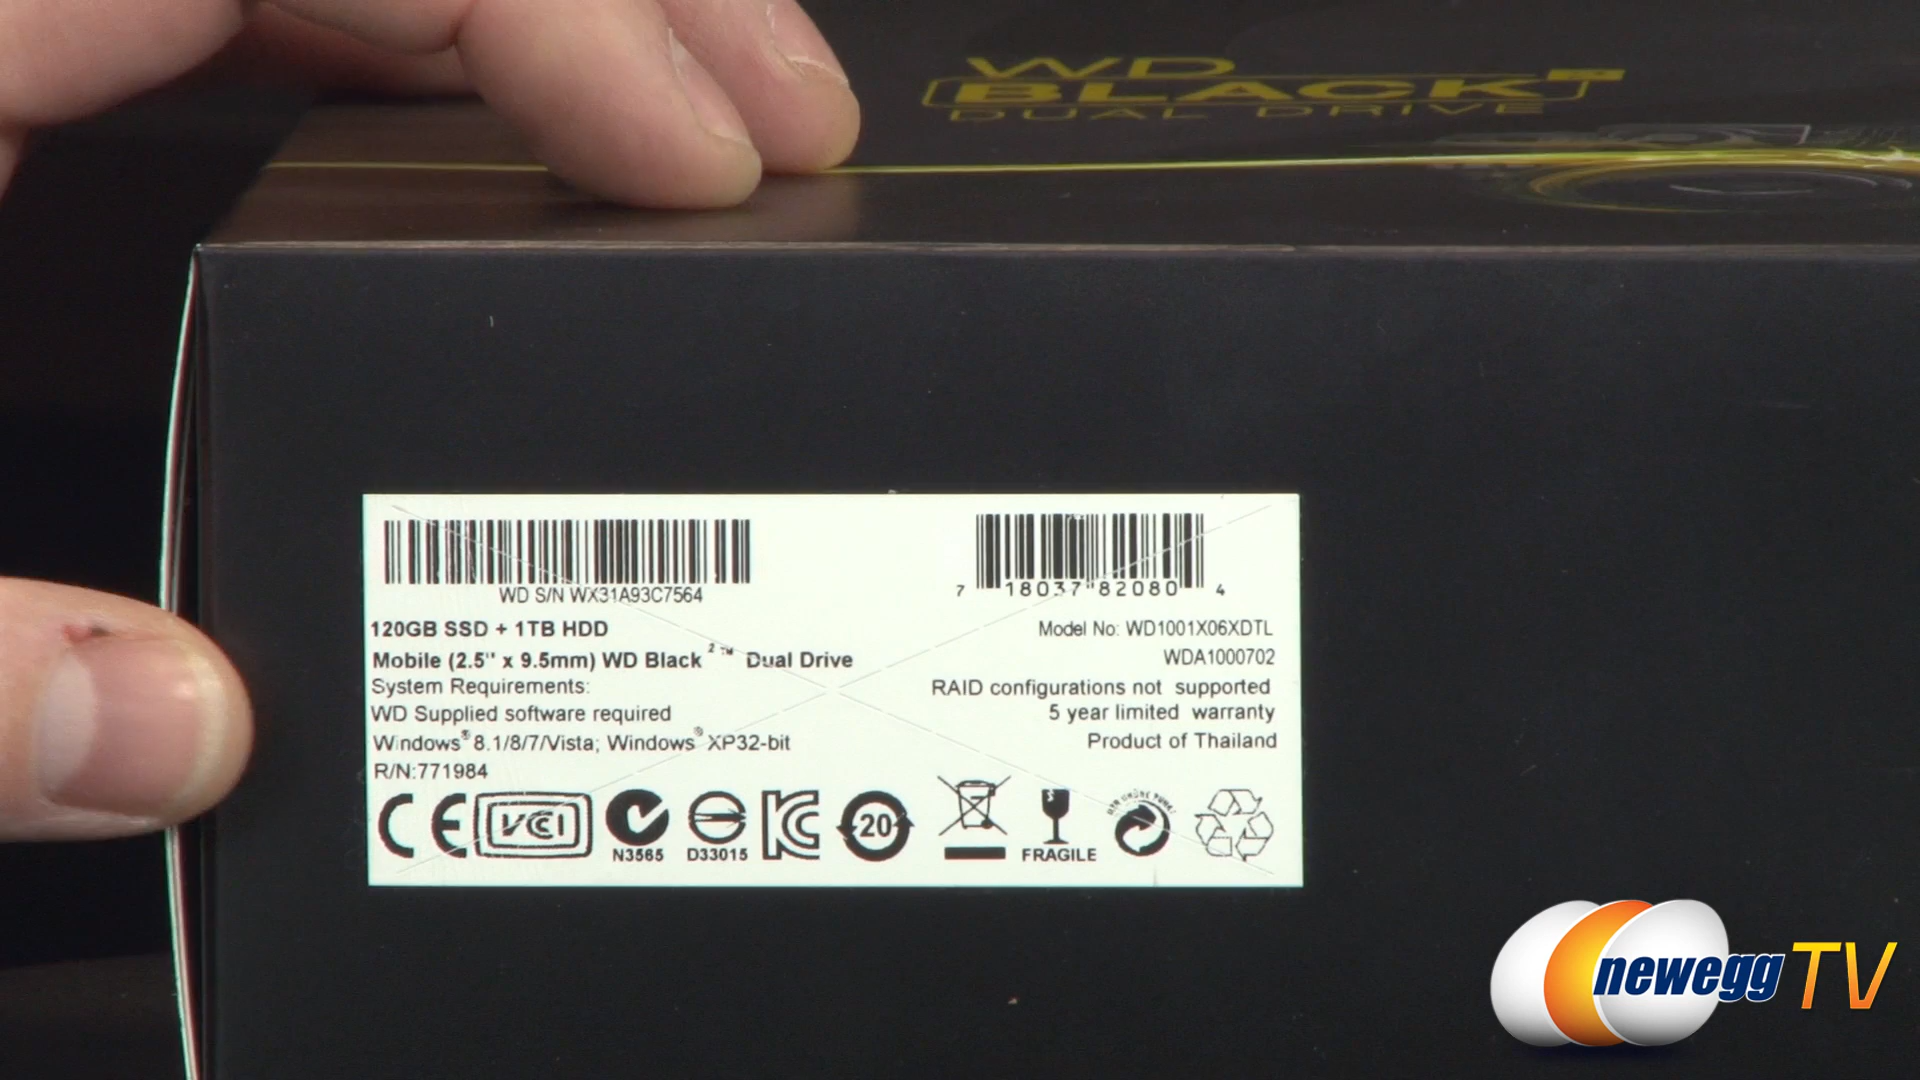 WD
BLACK²
DUAL DRIVE
WD S/N WX31A93C7564
7 18037 82080 4
120GB SSD + 1TB HDD
Model No: WD1001X06XDTL
Mobile (2.5" x 9.5mm) WD Black ² ™ Dual Drive
WDA1000702
System Requirements:
RAID configurations not supported
WD Supplied software required
5 year limited warranty
Windows® 8.1/8/7/Vista; Windows® XP32-bit
Product of Thailand
R/N:771984
CE
VCI
N3565
D33015
20
FRAGILE
newegg TV